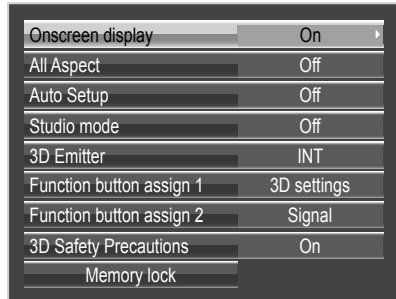 Onscreen display On
All Aspect Off
Auto Setup Off
Studio mode Off
3D Emitter INT
Function button assign 1 3D settings
Function button assign 2 Signal
3D Safety Precautions On
Memory lock